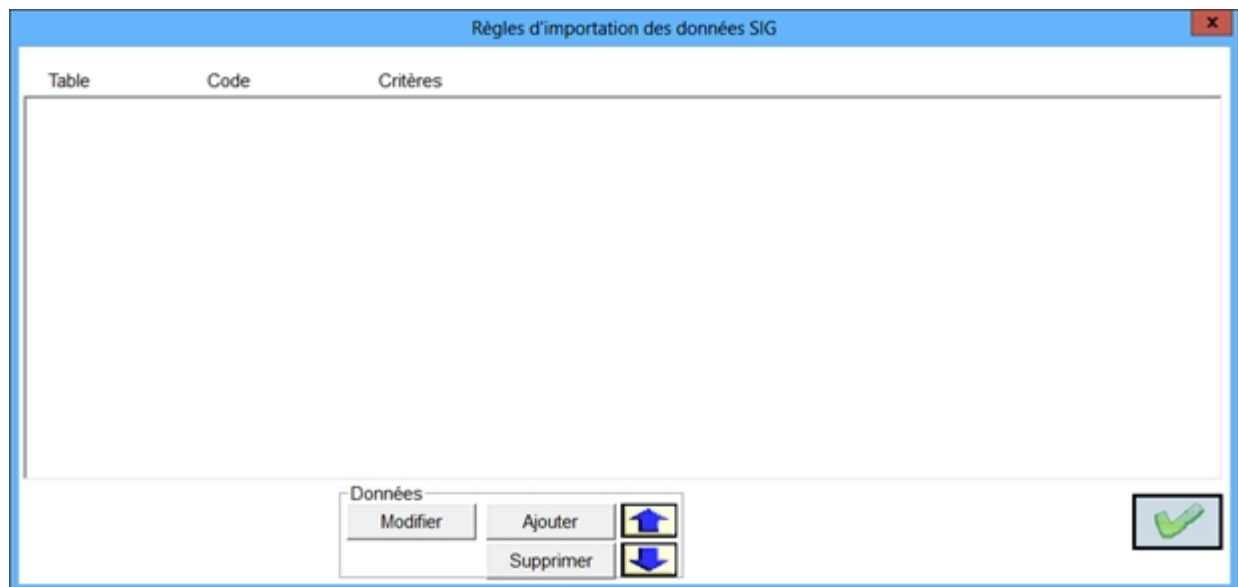 Règles d'importation des données SIG
x
Table Code Critères
Données
Modifier Ajouter
Supprimer